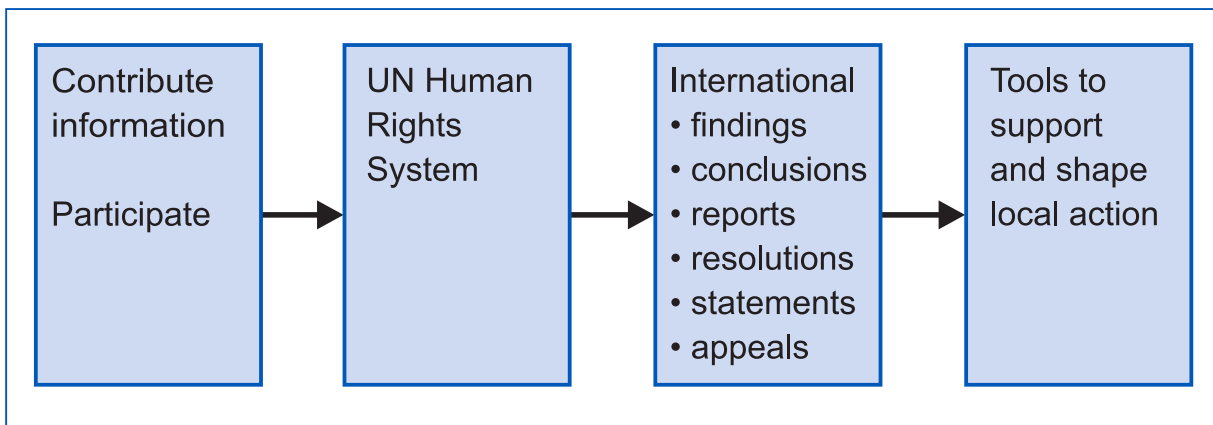 Contribute
information
Participate
UN Human
Rights
System
International
• findings
• conclusions
• reports
• resolutions
• statements
• appeals
Tools to
support
and shape
local action